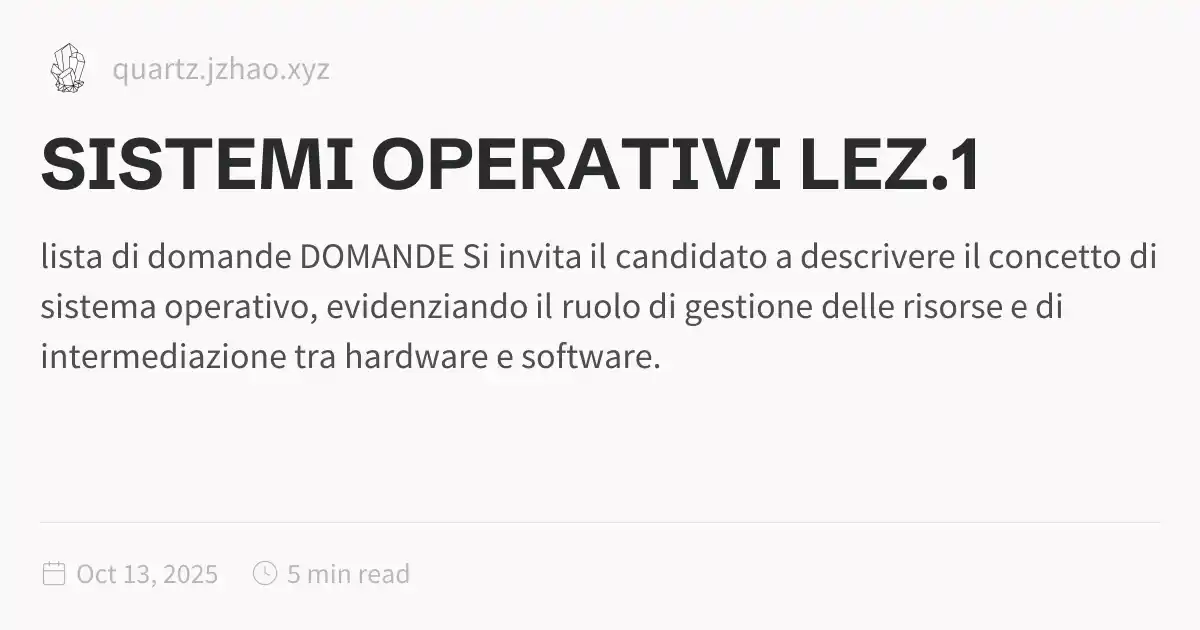 quartz.jzhao.xyz
SISTEMI OPERATIVI LEZ.1
lista di domande DOMANDE Si invita il candidato a descrivere il concetto di
sistema operativo, evidenziando il ruolo di gestione delle risorse e di
intermediazione tra hardware e software.
Oct 13, 2025 5 min read